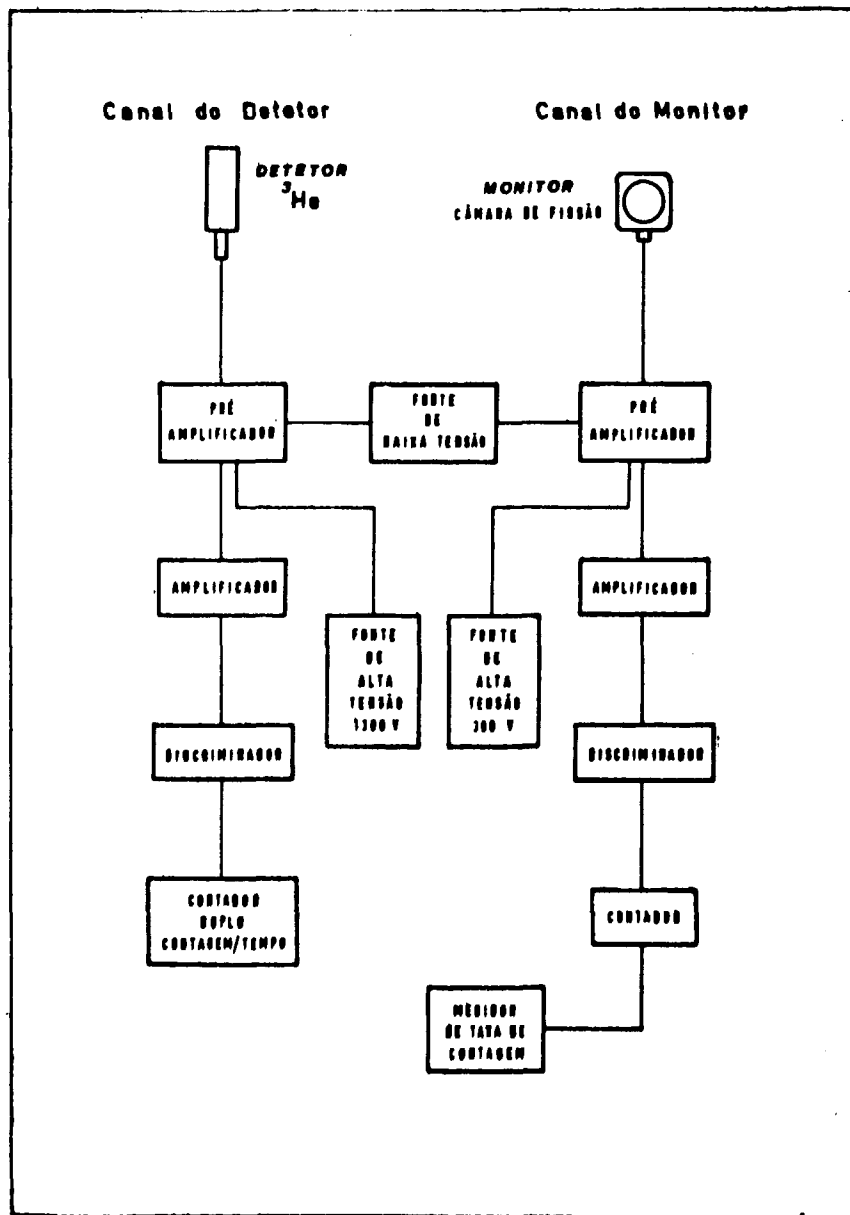 Canal do Detetor
DETETOR
³He
PRÉ
AMPLIFICADOR
AMPLIFICADOR
DISCRIMINADOR
CONTADOR
DUPLO
CONTAGEM/TEMPO
FONTE
DE
BAIXA TENSÃO
FONTE
DE
ALTA
TENSÃO
1300 V
Canal do Monitor
MONITOR
CÂMARA DE FISSÃO
PRÉ
AMPLIFICADOR
FONTE
DE
ALTA
TENSÃO
300 V
AMPLIFICADOR
DISCRIMINADOR
CONTADOR
MEDIDOR
DE TAXA DE
CONTAGEM